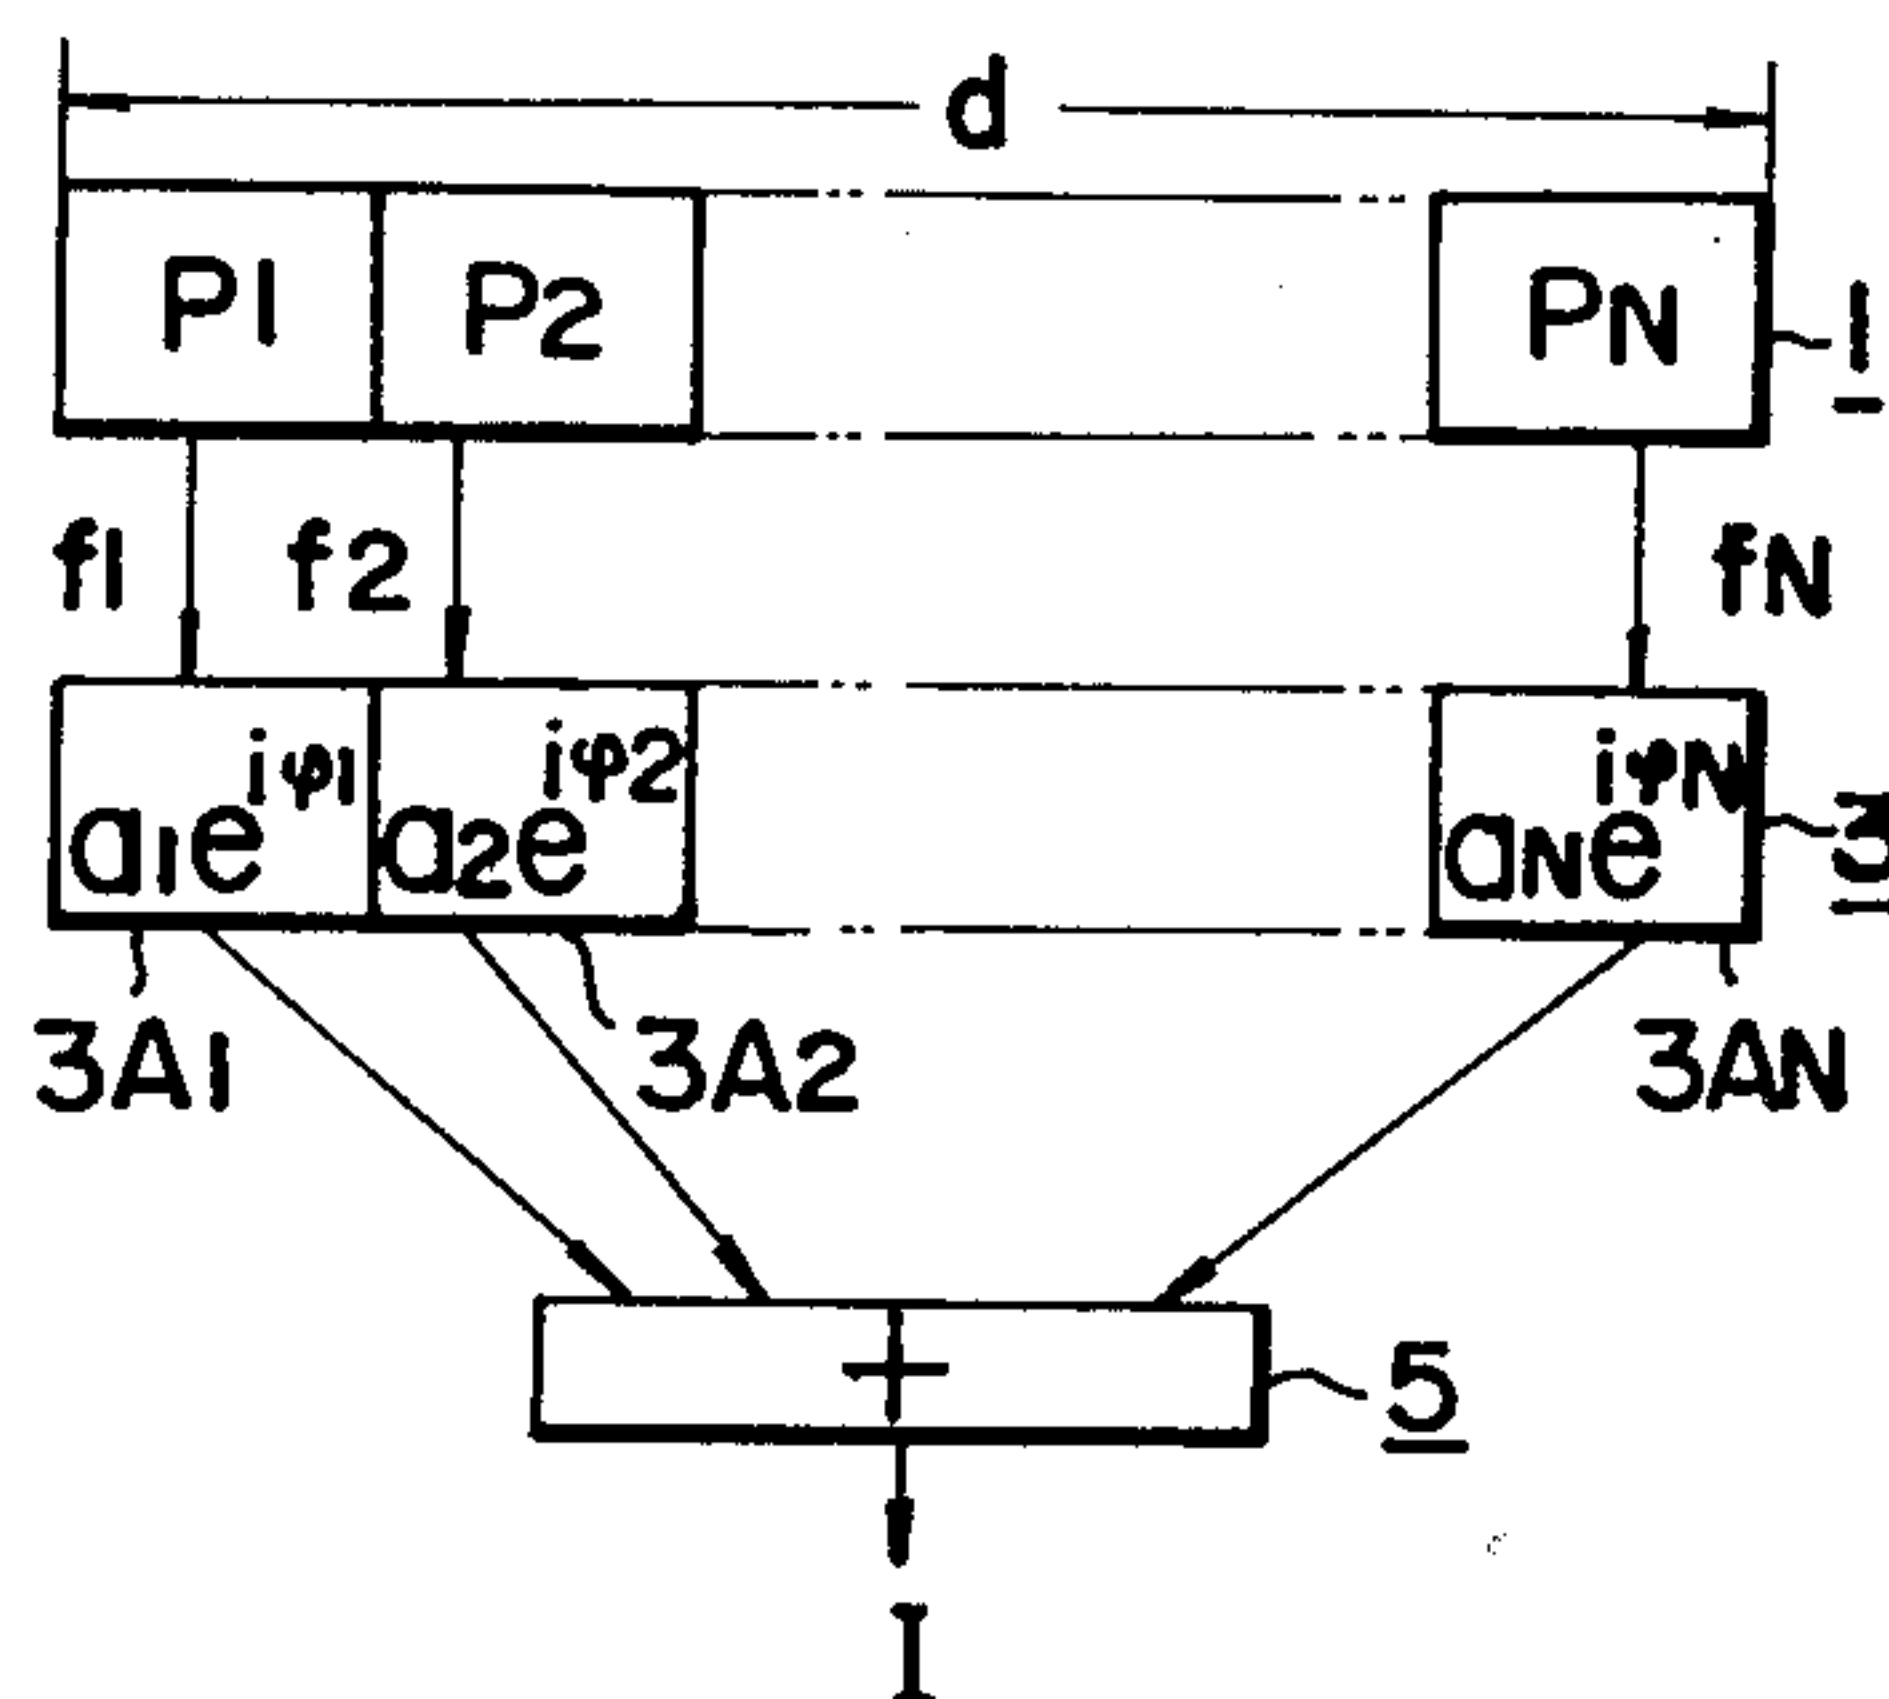 d
P1 P2 PN 1
f1 f2 fN
a1e^iφ1 a2e^iφ2 aNe^iφN 3
3A1 3A2 3AN
+ 5
I